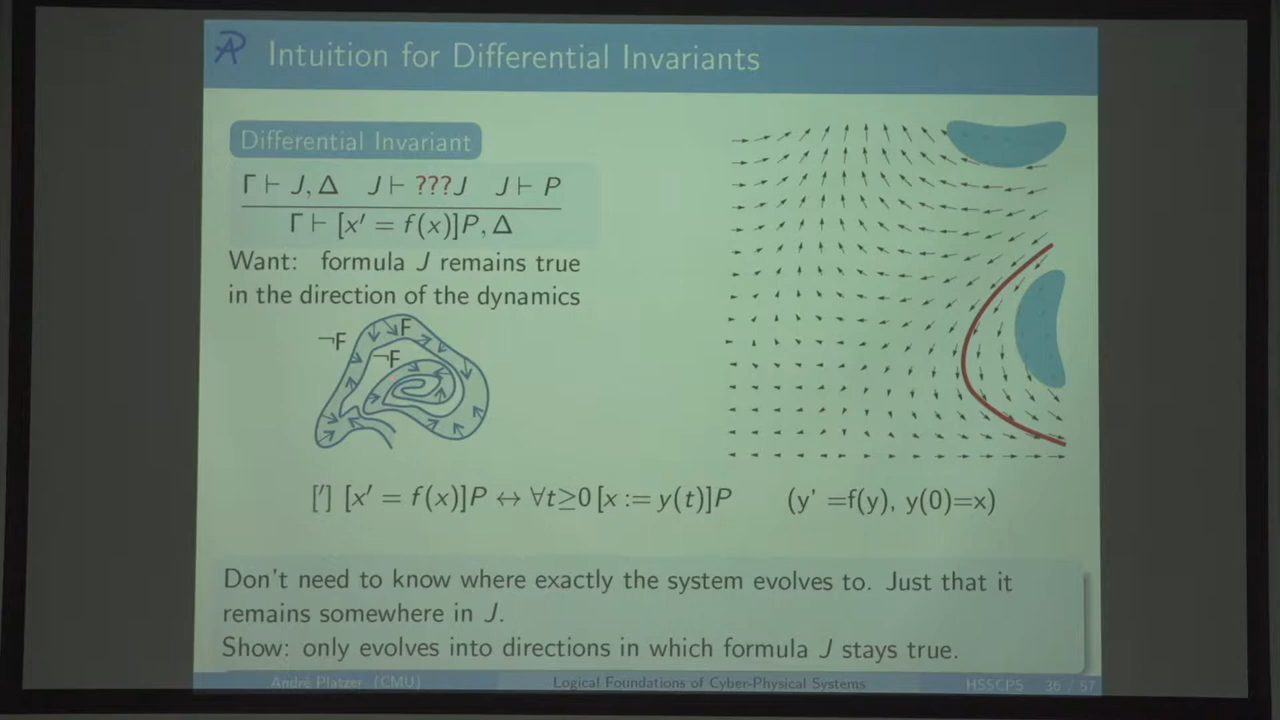 Intuition for Differential Invariants
Differential Invariant
Γ ⊢ J, Δ   J ⊢ ???J   J ⊢ P
Γ ⊢ [x′ = f(x)]P, Δ
Want: formula J remains true
in the direction of the dynamics
¬F
F
¬F
['] [x′ = f(x)]P ↔ ∀t≥0 [x := y(t)]P   (y' =f(y), y(0)=x)
Don't need to know where exactly the system evolves to. Just that it
remains somewhere in J.
Show: only evolves into directions in which formula J stays true.
André Platzer (CMU)   Logical Foundations of Cyber-Physical Systems   HSSCPS   36 / 57